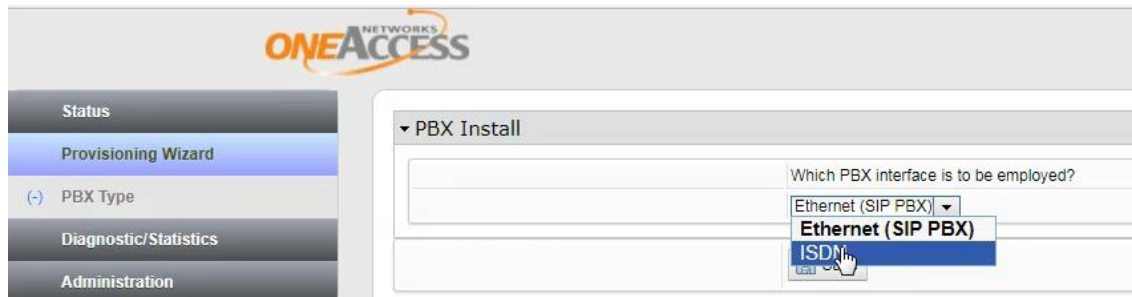 NETWORKS
ONEACCESS
Status
Provisioning Wizard
(-) PBX Type
Diagnostic/Statistics
Administration
PBX Install
Which PBX interface is to be employed?
Ethernet (SIP PBX)
Ethernet (SIP PBX)
ISDN